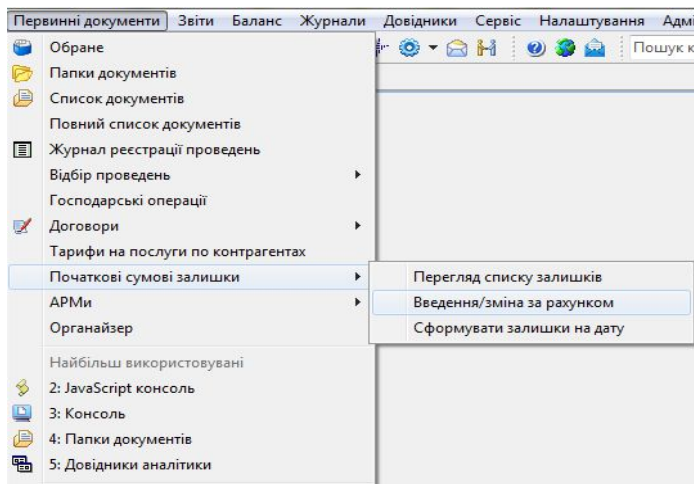 Первинні документи Звіти Баланс Журнали Довідники Сервіс Налаштування
Обране
Пошук
Папки документів
Список документів
Повний список документів
Журнал реєстрації проведень
Відбір проведень
Господарські операції
Договори
Тарифи на послуги по контрагентах
Початкові сумові залишки
Перегляд списку залишків
АРМи
Введення/зміна за рахунком
Органайзер
Сформувати залишки на дату
Найбільш використовувані
2: JavaScript консоль
3: Консоль
4: Папки документів
5: Довідники аналітики